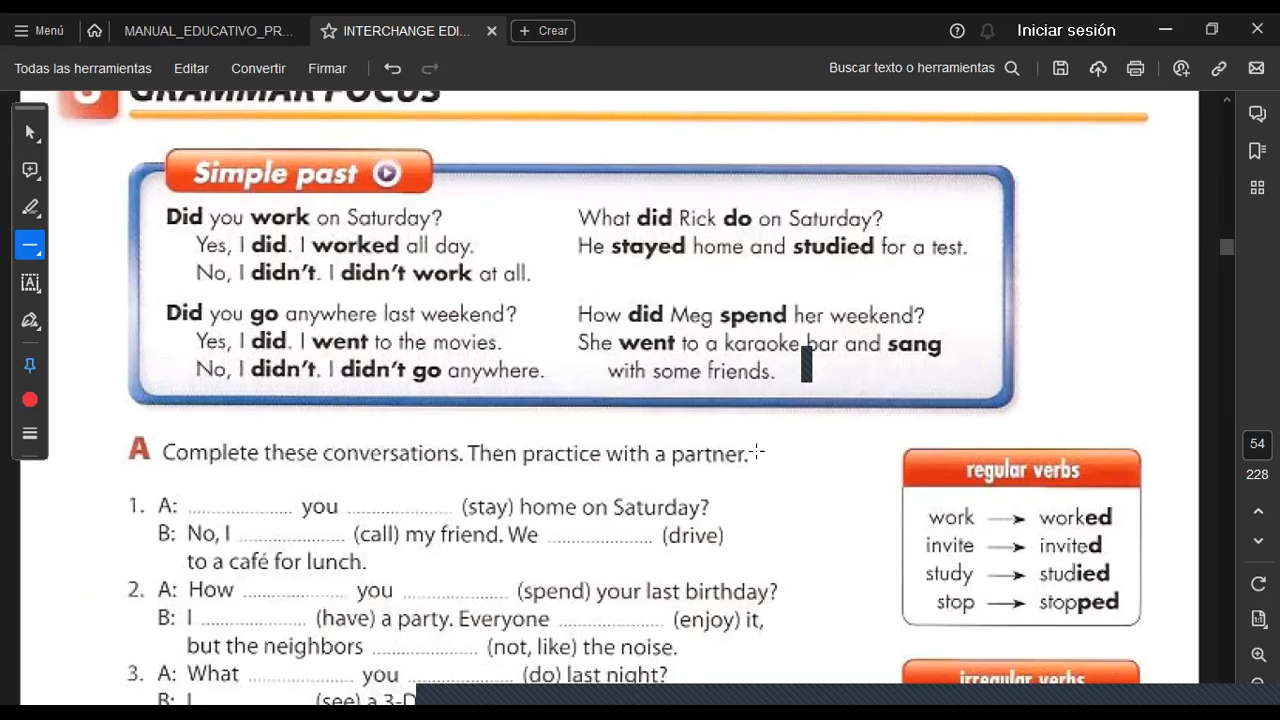 Menú
MANUAL_EDUCATIVO_PR...
INTERCHANGE EDI...
Crear
Iniciar sesión
Todas las herramientas
Editar
Convertir
Firmar
Buscar texto o herramientas
GRAMMAR FOCUS
Simple past
Did you work on Saturday?
Yes, I did. I worked all day.
No, I didn't. I didn't work at all.
Did you go anywhere last weekend?
Yes, I did. I went to the movies.
No, I didn't. I didn't go anywhere.
What did Rick do on Saturday?
He stayed home and studied for a test.
How did Meg spend her weekend?
She went to a karaoke bar and sang
with some friends.
A Complete these conversations. Then practice with a partner.
1. A: .................... you .................... (stay) home on Saturday?
B: No, I .................... (call) my friend. We .................... (drive)
to a café for lunch.
2. A: How .................... you .................... (spend) your last birthday?
B: I .................... (have) a party. Everyone .................... (enjoy) it,
but the neighbors .................... (not, like) the noise.
3. A: What .................... you .................... (do) last night?
B: I .................... (see) a 3-D
regular verbs
work → worked
invite → invited
study → studied
stop → stopped
irregular verbs
54
228